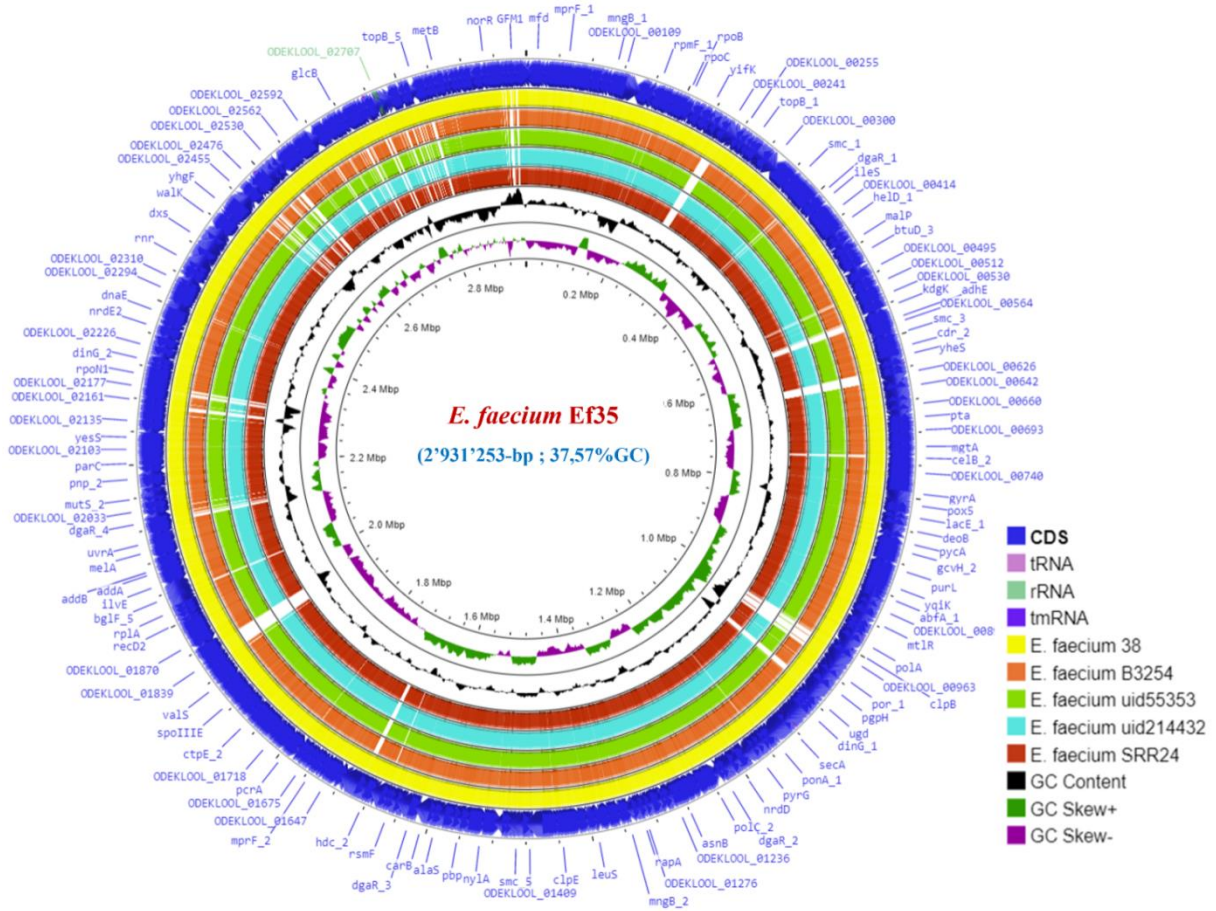 norR
GFM1
mfd
mprF_1
mngB_1
ODEKLOOL_00109
rpmF_1
rpoB
rpoC
yifK
ODEKLOOL_00255
ODEKLOOL_00241
topB_1
ODEKLOOL_00300
smc_1
dgaR_1
ileS
ODEKLOOL_00414
helD_1
malP
btuD_3
ODEKLOOL_00495
ODEKLOOL_00512
ODEKLOOL_00530
kdgK
adhE
ODEKLOOL_00564
smc_3
cdr_2
yheS
ODEKLOOL_00626
ODEKLOOL_00642
ODEKLOOL_00660
pta
ODEKLOOL_00693
mgtA
celB_2
ODEKLOOL_00740
gyrA
pox5
lacE_1
deoB
pycA
gcvH_2
purL
yqiK
abfA_1
ODEKLOOL_008
mtlR
polA
ODEKLOOL_00963
clpB
por_1
pgpH
ugd
dinG_1
secA
ponA_1
pyrG
nrdD
polC_2
dgaR_2
asnB
ODEKLOOL_01236
rapA
ODEKLOOL_01276
mngB_2
leuS
clpE
smc_5
ODEKLOOL_01409
nylA
pbp
alaS
carB
dgaR_3
rsmF
hdc_2
mprF_2
ODEKLOOL_01647
ODEKLOOL_01675
pcrA
ODEKLOOL_01718
ctpE_2
spoIIIE
valS
ODEKLOOL_01839
ODEKLOOL_01870
recD2
rplA
bglF_5
ilvE
addA
addB
melA
uvrA
dgaR_4
ODEKLOOL_02033
mutS_2
pnp_2
parC
ODEKLOOL_02103
yesS
ODEKLOOL_02135
ODEKLOOL_02161
ODEKLOOL_02177
rpoN1
dinG_2
ODEKLOOL_02226
nrdE2
dnaE
ODEKLOOL_02294
ODEKLOOL_02310
rnr
dxs
walK
yhgF
ODEKLOOL_02455
ODEKLOOL_02476
ODEKLOOL_02530
ODEKLOOL_02562
ODEKLOOL_02592
glcB
ODEKLOOL_02707
topB_5
metB
0.2 Mbp
0.4 Mbp
.6 Mbp
0.8 Mbp
1.0 Mbp
1.2 Mbp
1.4 Mbp
1.6 Mbp
1.8 Mbp
2.0 Mbp
2.2 Mbp
2.4 Mbp
2.6 Mbp
2.8 Mbp
E. faecium Ef35
(2’931’253-bp ; 37,57%GC)
CDS
tRNA
rRNA
tmRNA
E. faecium 38
E. faecium B3254
E. faecium uid55353
E. faecium uid214432
E. faecium SRR24
GC Content
GC Skew+
GC Skew-